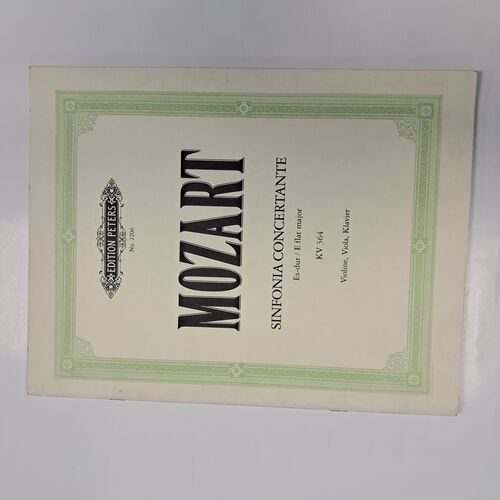 EDITION PETERS
No. 2206
MOZART
SINFONIA CONCERTANTE
Es-dur / E flat major
KV 364
Violine, Viola, Klavier